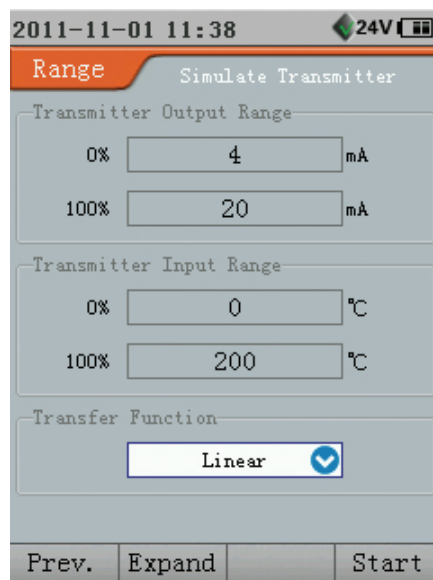 2011-11-01 11:38 24V
Range Simulate Transmitter
Transmitter Output Range
0% 4 mA
100% 20 mA
Transmitter Input Range
0% 0 ℃
100% 200 ℃
Transfer Function
Linear
Prev. Expand Start